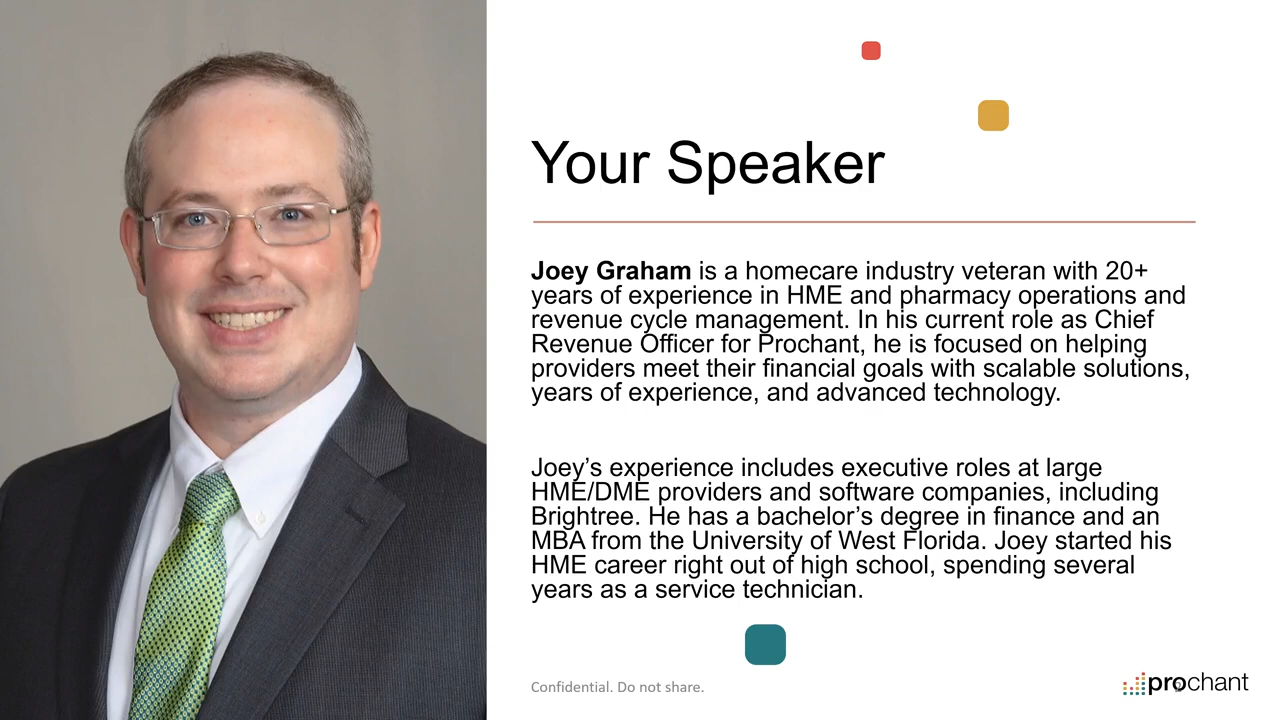 Your Speaker
Joey Graham is a homecare industry veteran with 20+
years of experience in HME and pharmacy operations and
revenue cycle management. In his current role as Chief
Revenue Officer for Prochant, he is focused on helping
providers meet their financial goals with scalable solutions,
years of experience, and advanced technology.
Joey’s experience includes executive roles at large
HME/DME providers and software companies, including
Brightree. He has a bachelor’s degree in finance and an
MBA from the University of West Florida. Joey started his
HME career right out of high school, spending several
years as a service technician.
Confidential. Do not share.
prochant